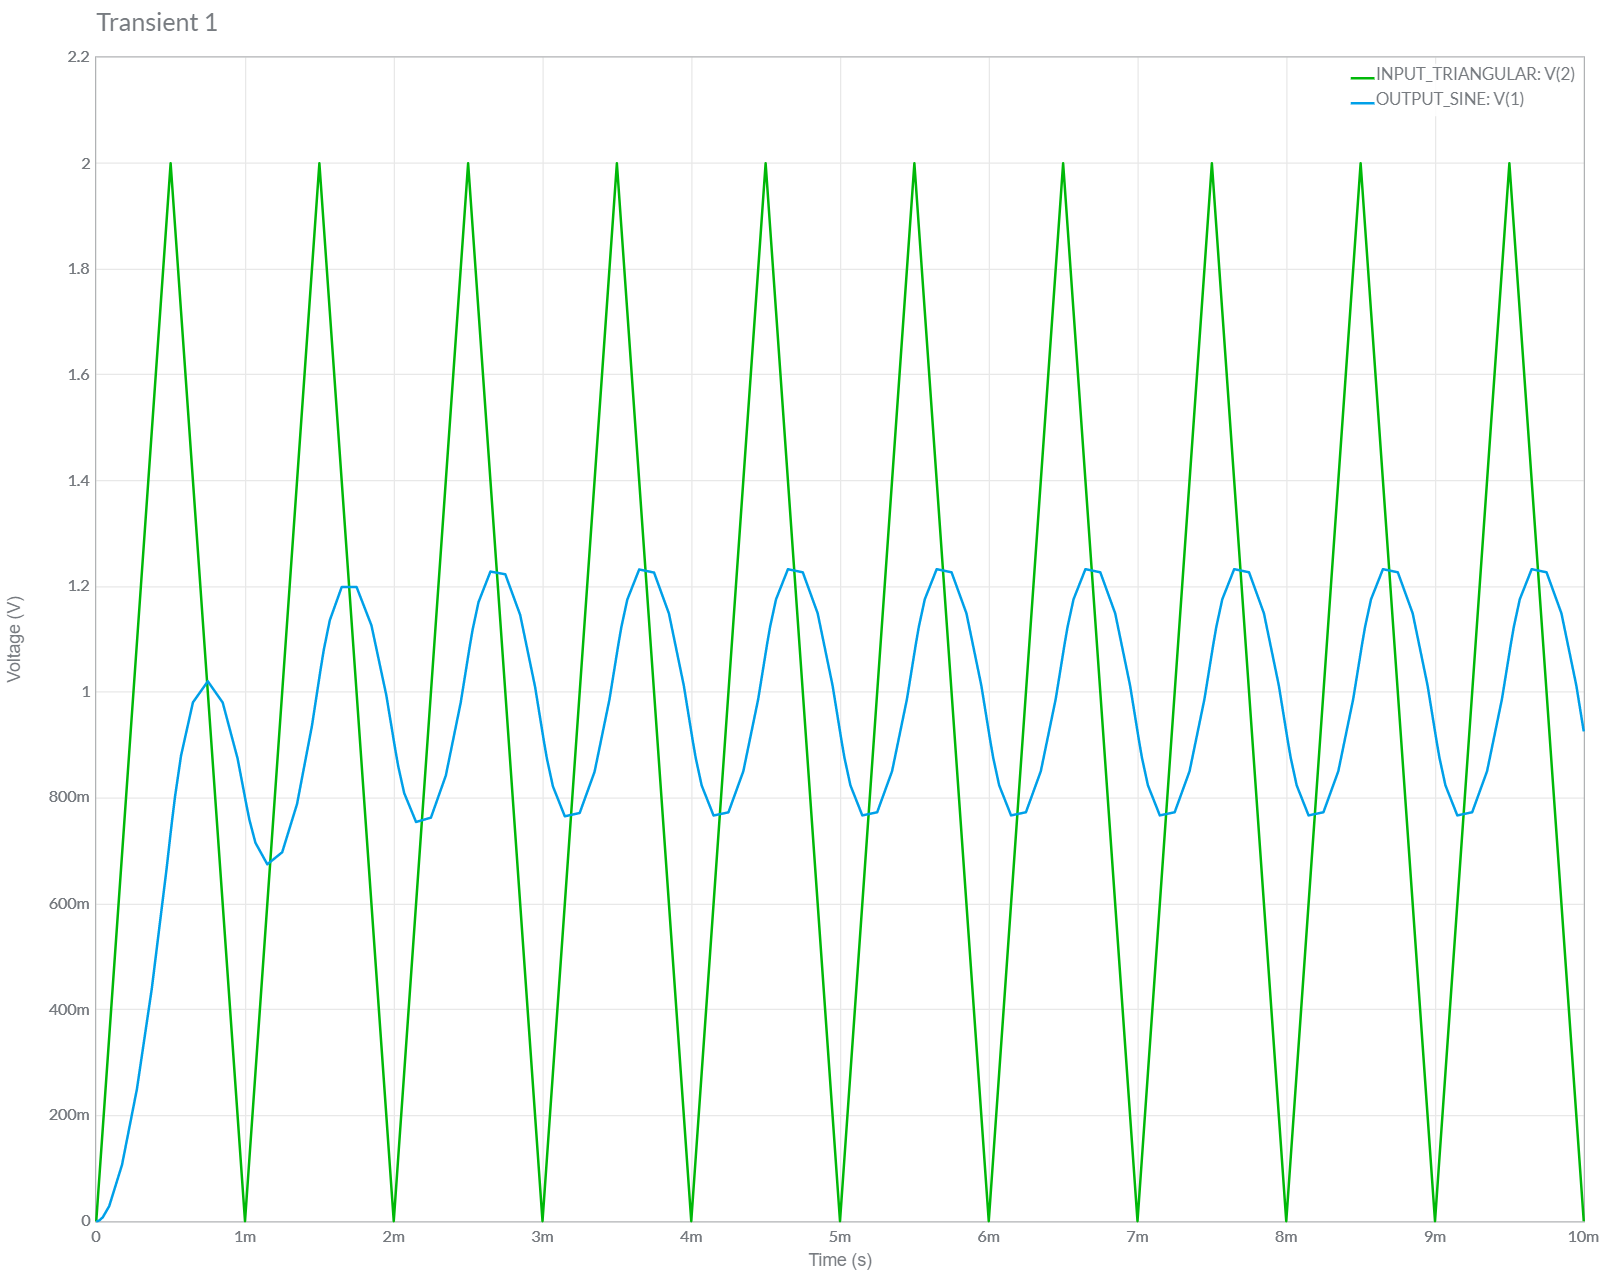 Transient 1
INPUT_TRIANGULAR: V(2)
OUTPUT_SINE: V(1)
Voltage (V)
2.2
2
1.8
1.6
1.4
1.2
1
800m
600m
400m
200m
0
0 1m 2m 3m 4m 5m 6m 7m 8m 9m 10m
Time (s)